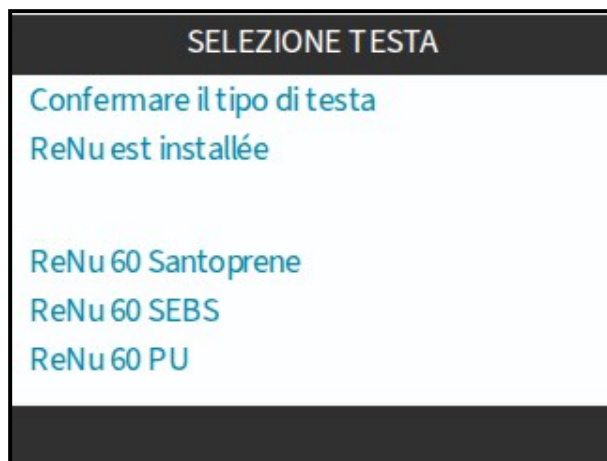 SELEZIONE TESTA
Confermare il tipo di testa
ReNu est installée
ReNu 60 Santoprene
ReNu 60 SEBS
ReNu 60 PU